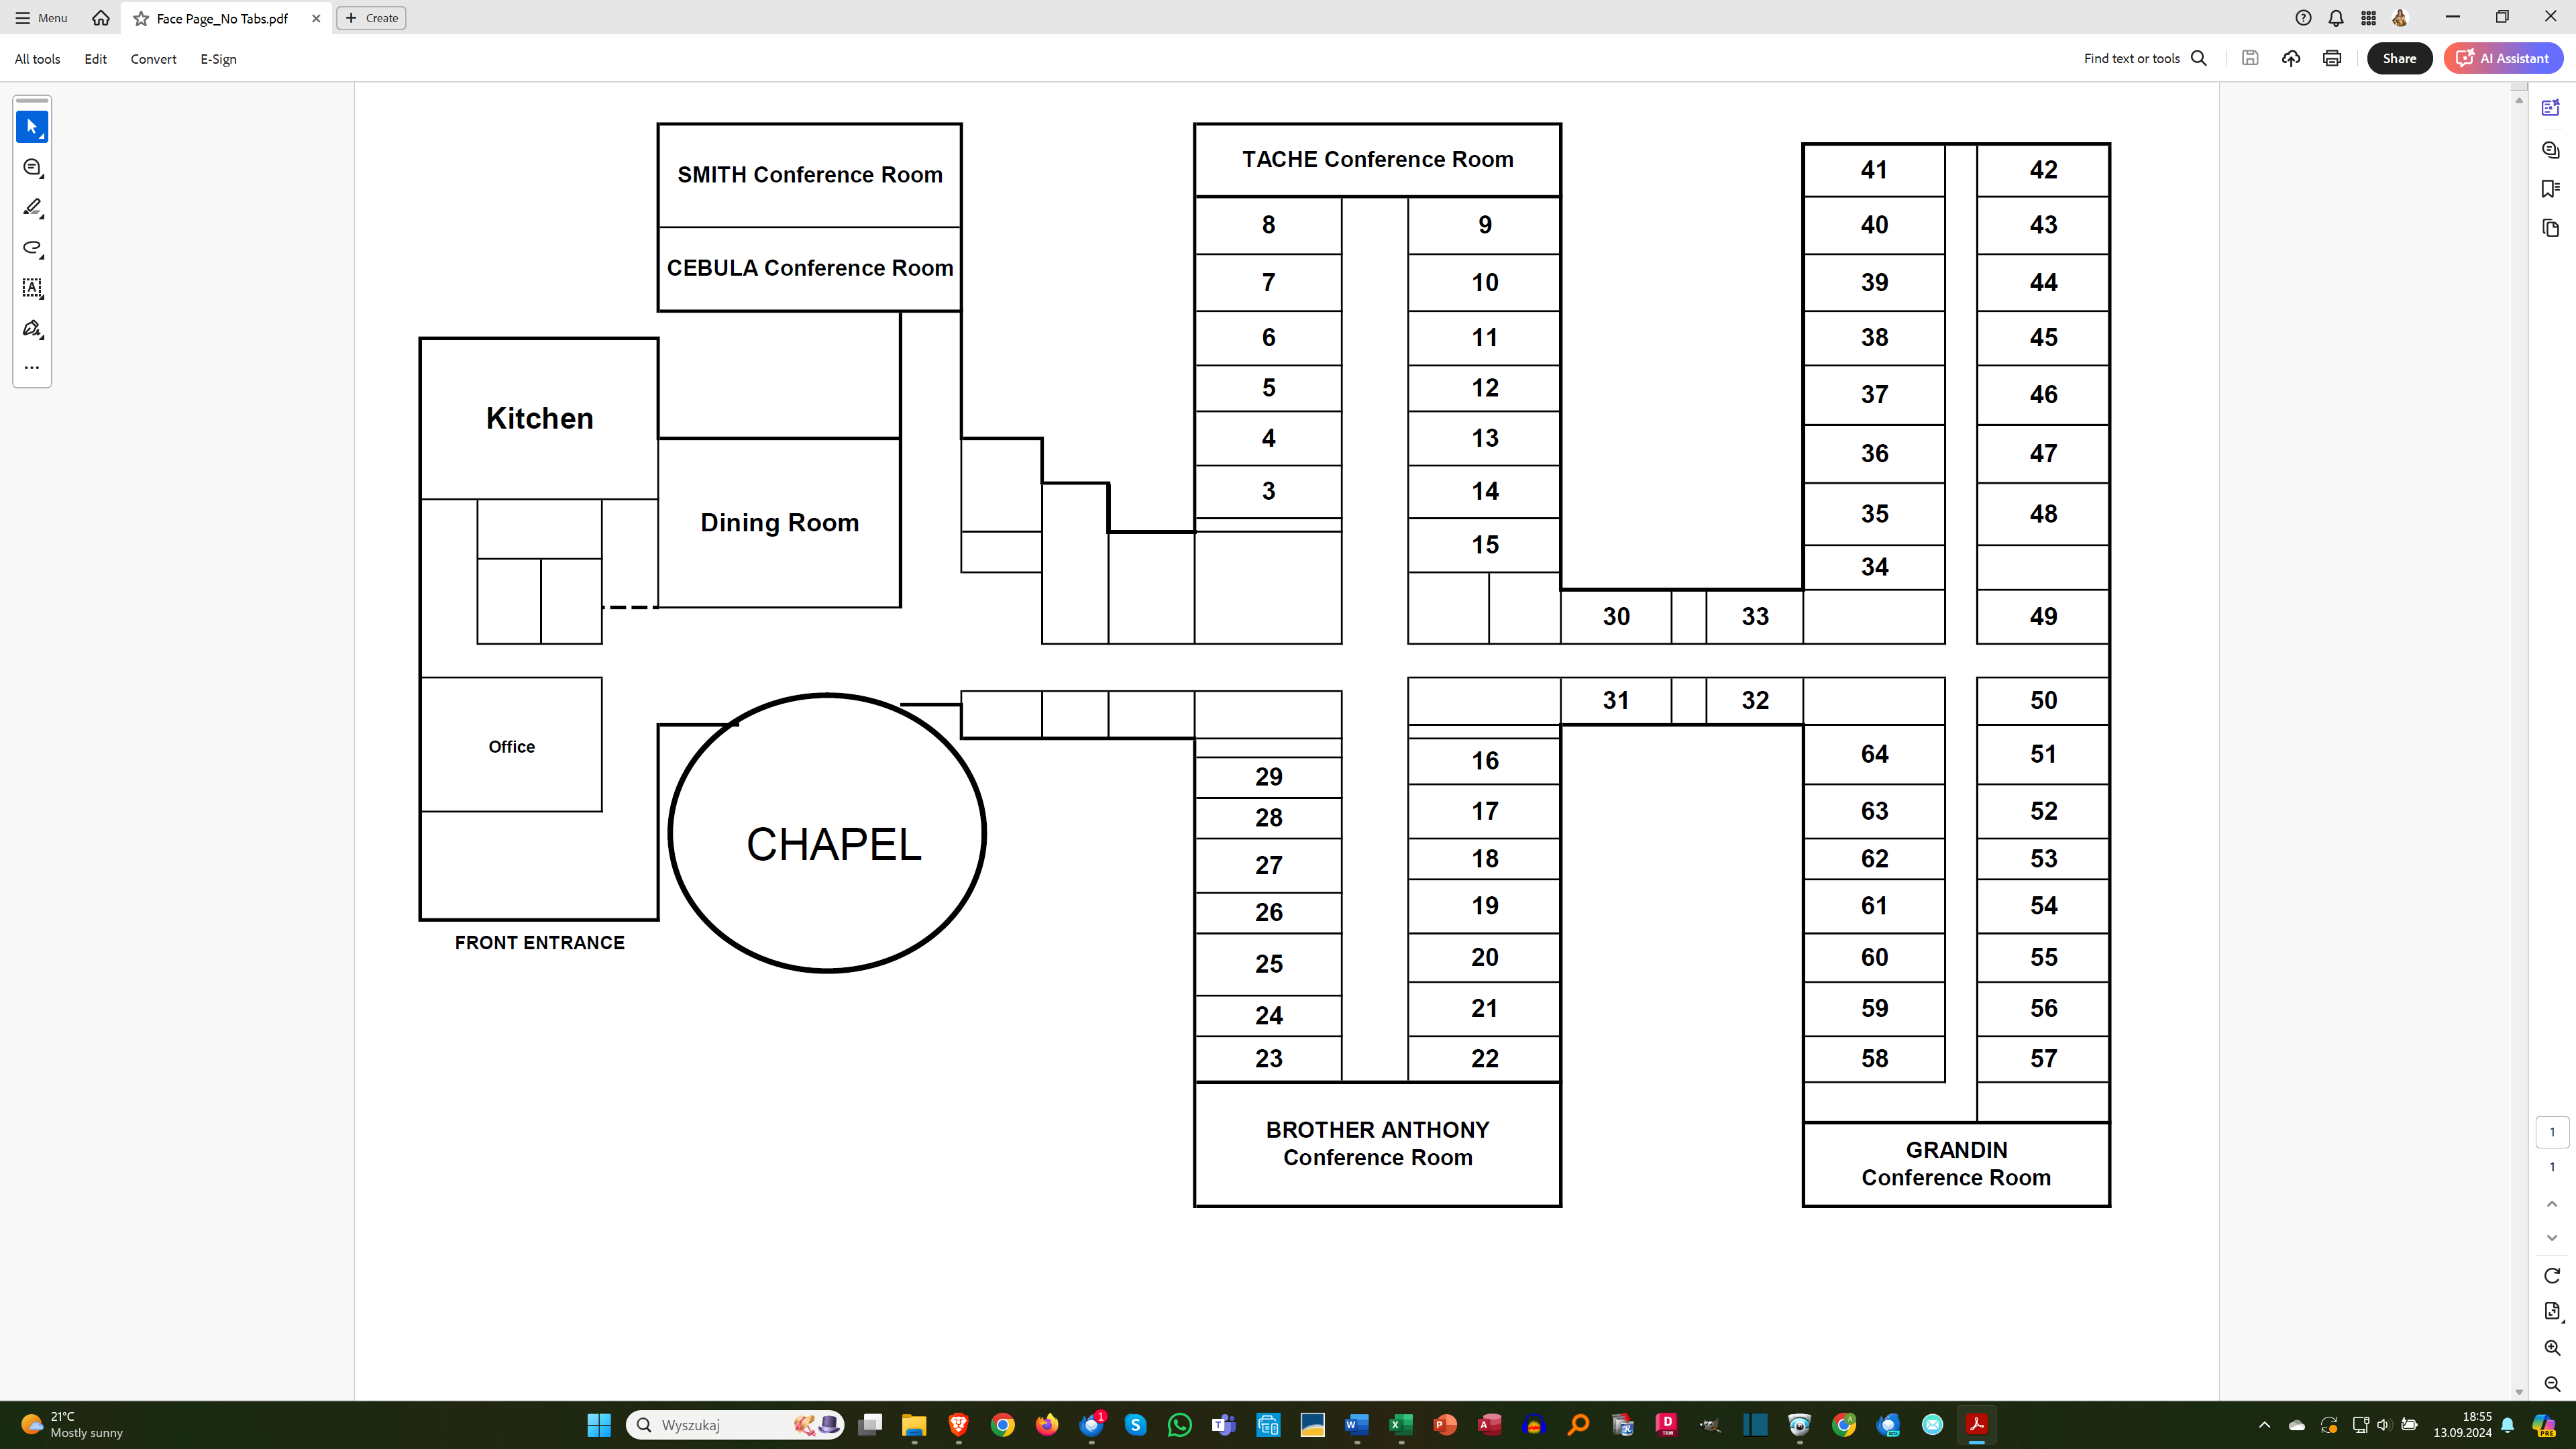 Menu
Face Page_No Tabs.pdf
Create
All tools
Edit
Convert
E-Sign
Find text or tools
Share
AI Assistant
SMITH Conference Room
CEBULA Conference Room
Kitchen
Dining Room
Office
FRONT ENTRANCE
CHAPEL
TACHE Conference Room
8 9
7 10
6 11
5 12
4 13
3 14
15
30 33
31 32
16
29
17
28
18
27
19
26
20
25
21
24
22
23
BROTHER ANTHONY
Conference Room
41 42
40 43
39 44
38 45
37 46
36 47
35 48
34
49
50
64 51
63 52
62 53
61 54
60 55
59 56
58 57
GRANDIN
Conference Room
1
1
21°C
Mostly sunny
Wyszukaj
1
18:55
13.09.2024
PRE